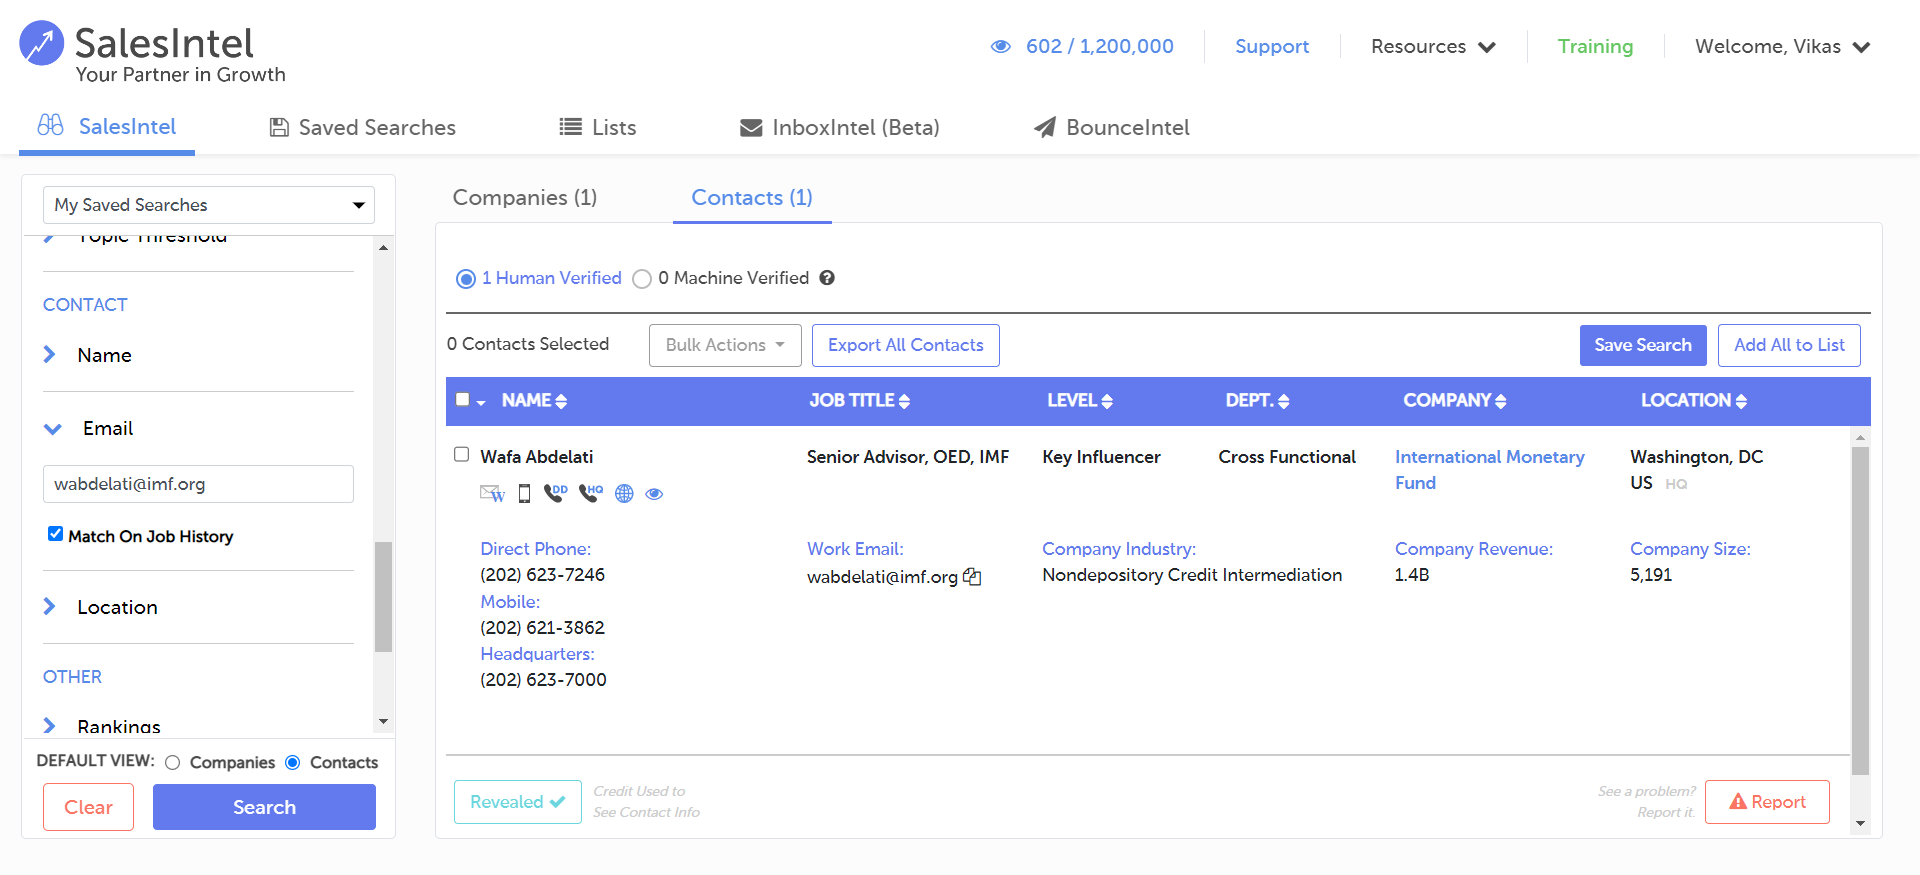 SalesIntel
Your Partner in Growth
602 / 1,200,000
Support
Resources
Training
Welcome, Vikas
SalesIntel
Saved Searches
Lists
InboxIntel (Beta)
BounceIntel
My Saved Searches
Topic Threshold
CONTACT
Name
Email
wabdelati@imf.org
Match On Job History
Location
OTHER
Rankings
DEFAULT VIEW: Companies Contacts
Clear
Search
Companies (1)
Contacts (1)
1 Human Verified
0 Machine Verified
0 Contacts Selected
Bulk Actions
Export All Contacts
Save Search
Add All to List
NAME
JOB TITLE
LEVEL
DEPT.
COMPANY
LOCATION
Wafa Abdelati
Senior Advisor, OED, IMF
Key Influencer
Cross Functional
International Monetary
Fund
Washington, DC
US HQ
W
DD
HQ
Direct Phone:
(202) 623-7246
Mobile:
(202) 621-3862
Headquarters:
(202) 623-7000
Work Email:
wabdelati@imf.org
Company Industry:
Nondepository Credit Intermediation
Company Revenue:
1.4B
Company Size:
5,191
Revealed
Credit Used to
See Contact Info
See a problem?
Report it.
Report